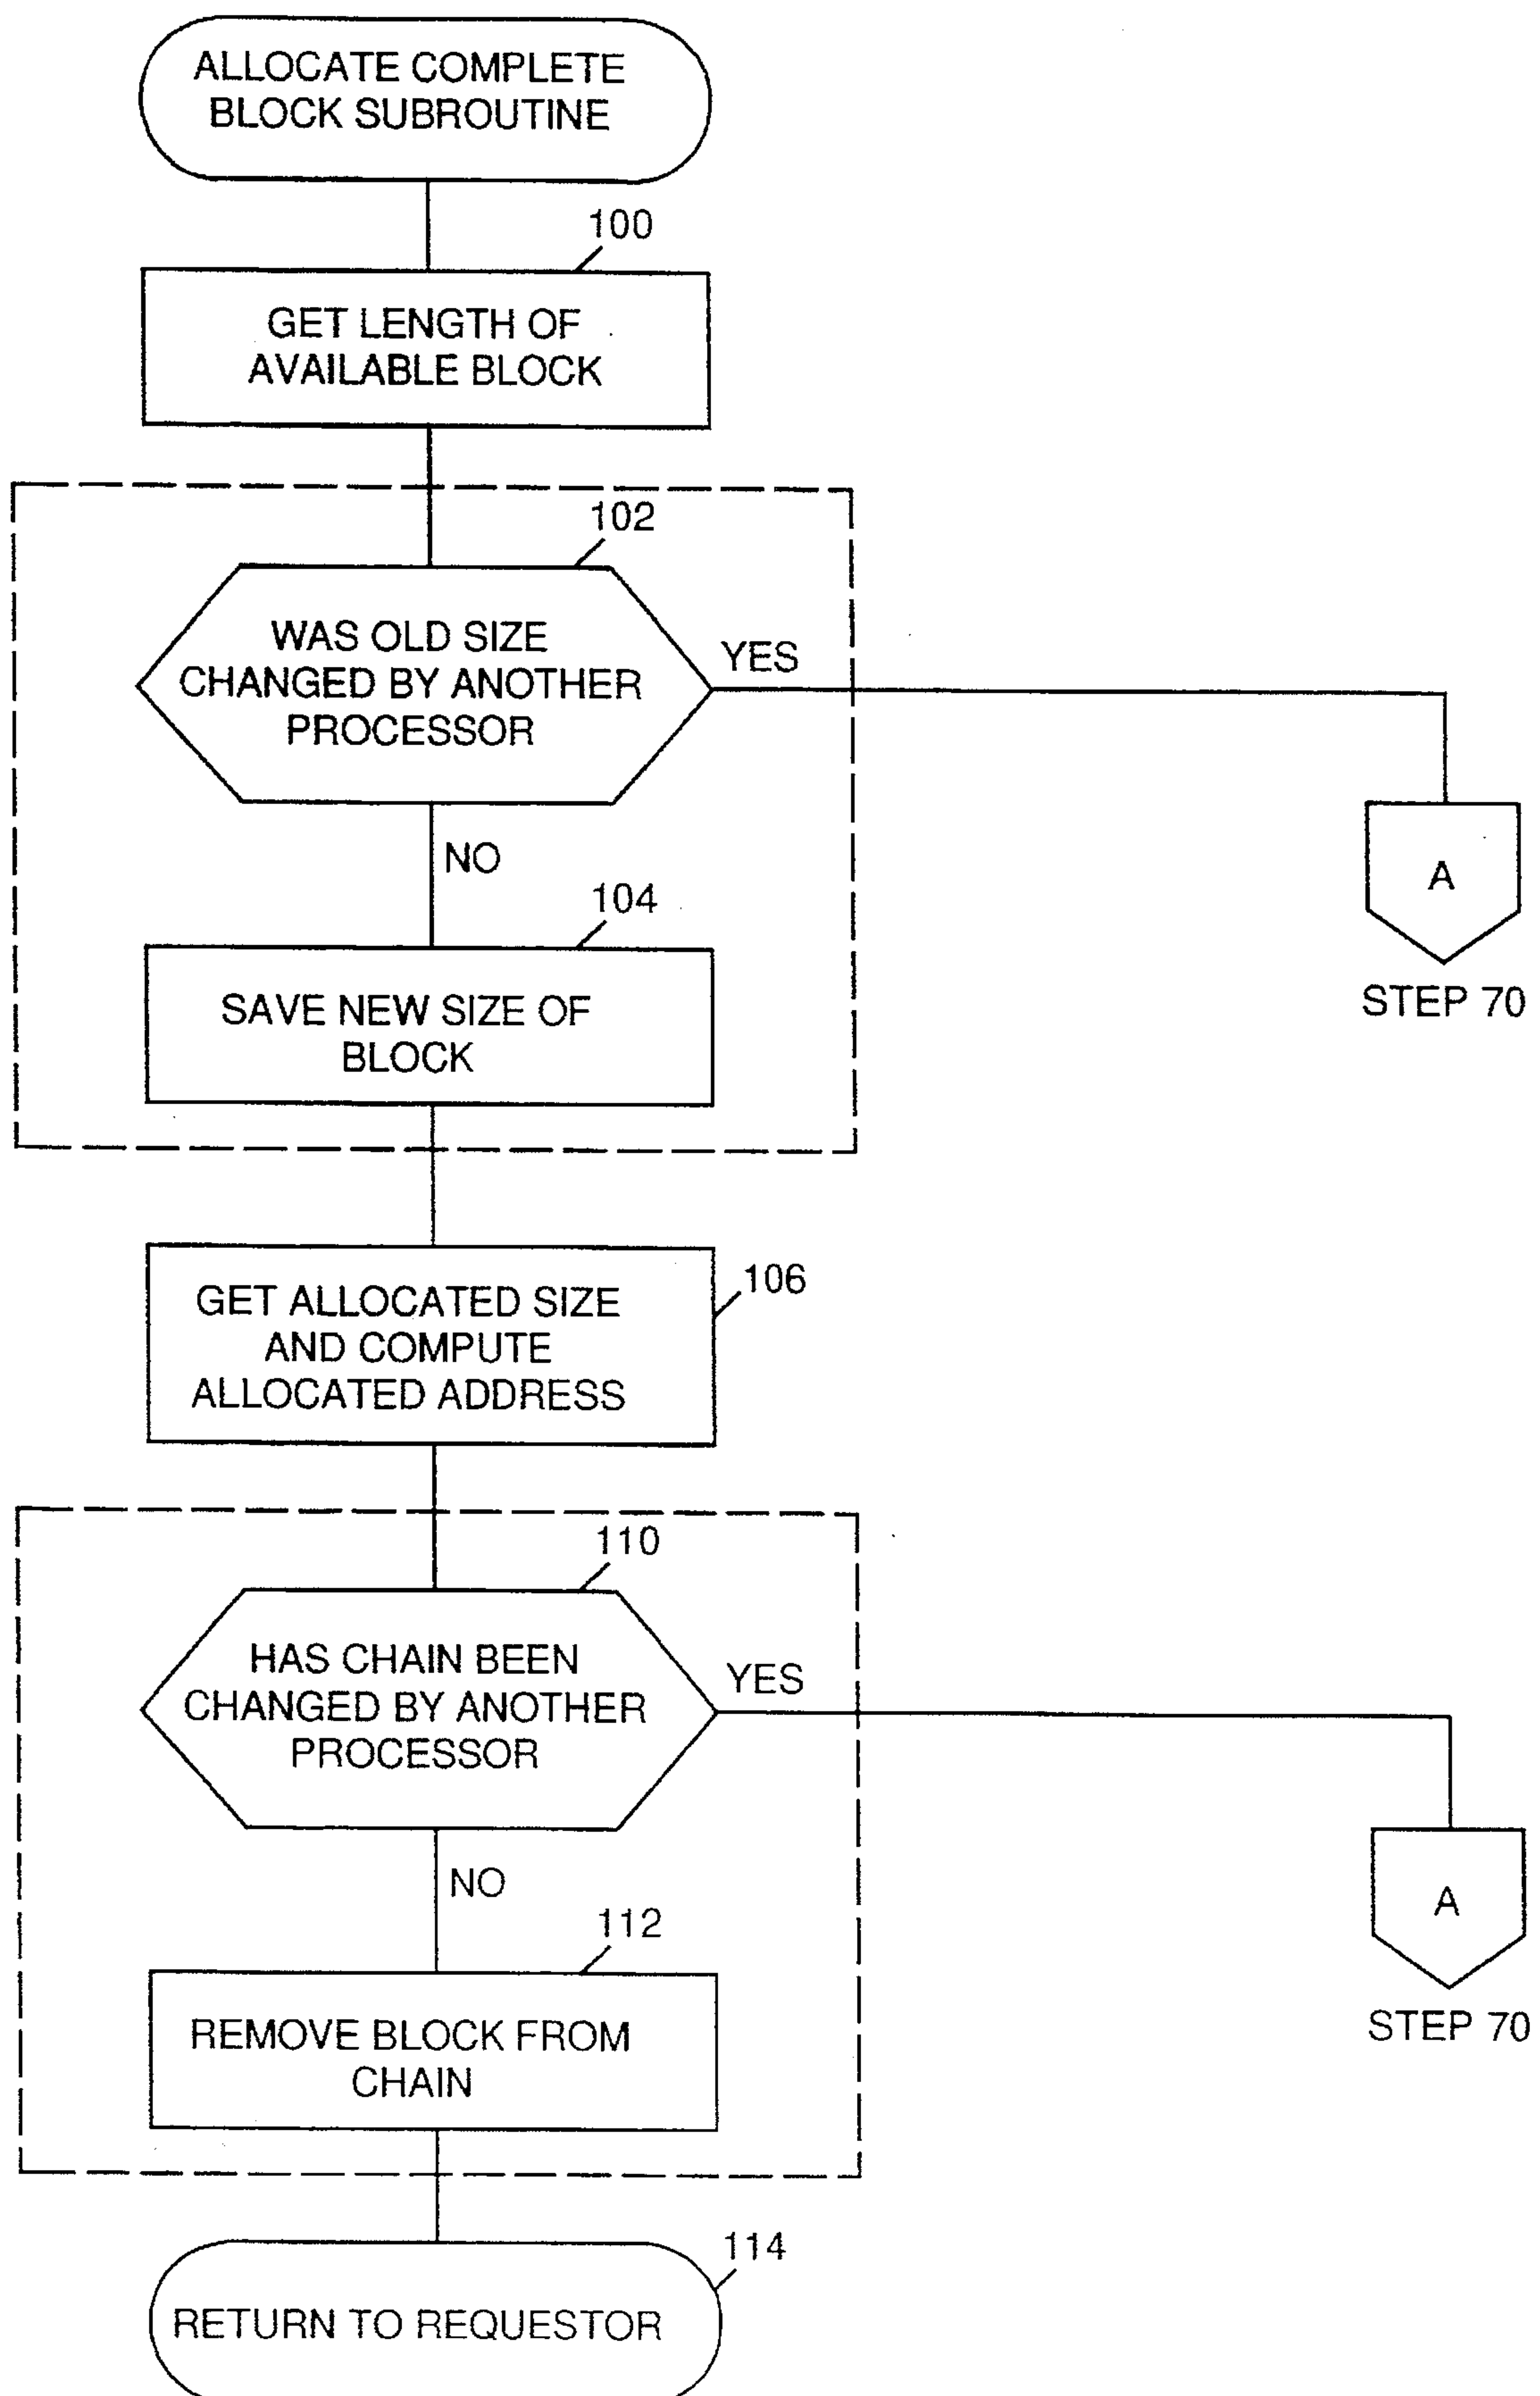 ALLOCATE COMPLETE
BLOCK SUBROUTINE
100
GET LENGTH OF
AVAILABLE BLOCK
102
WAS OLD SIZE
CHANGED BY ANOTHER
PROCESSOR
YES
NO
A
STEP 70
104
SAVE NEW SIZE OF
BLOCK
106
GET ALLOCATED SIZE
AND COMPUTE
ALLOCATED ADDRESS
110
HAS CHAIN BEEN
CHANGED BY ANOTHER
PROCESSOR
YES
NO
A
STEP 70
112
REMOVE BLOCK FROM
CHAIN
114
RETURN TO REQUESTOR